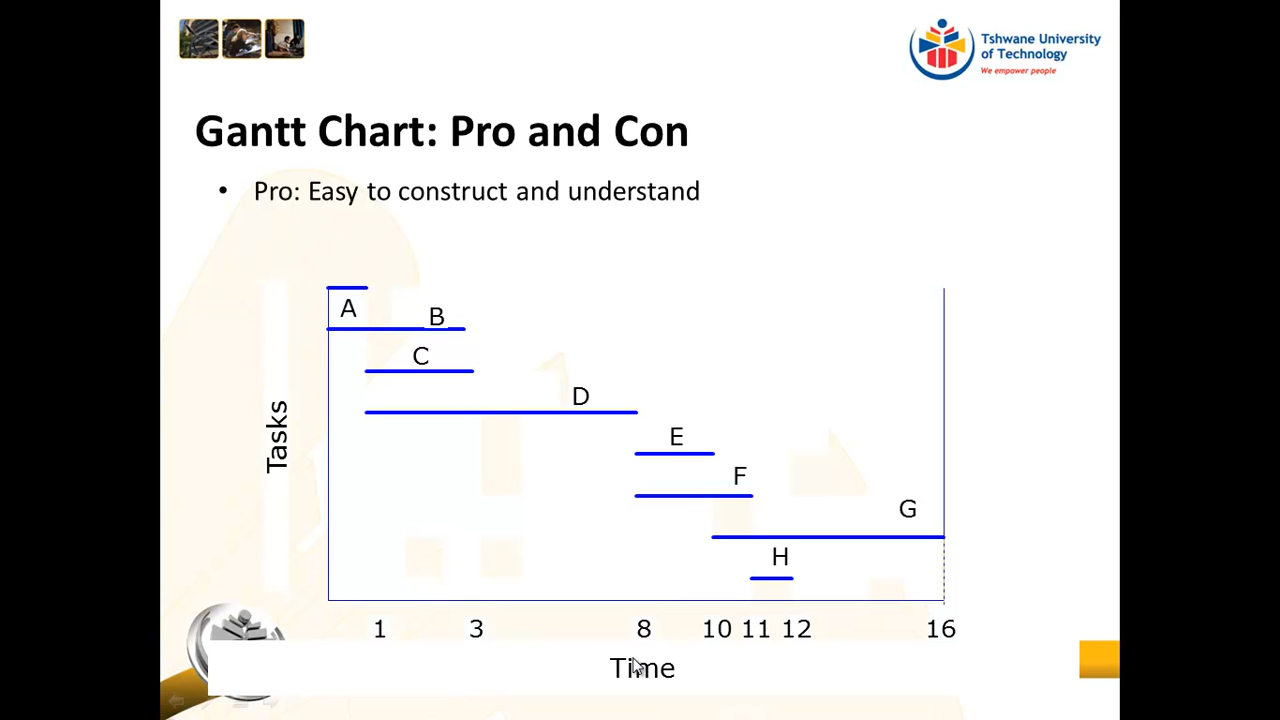 Tshwane University
of Technology
We empower people
Gantt Chart: Pro and Con
• Pro: Easy to construct and understand
A
B
C
D
E
F
G
H
Tasks
1 3 8 10 11 12 16
Time